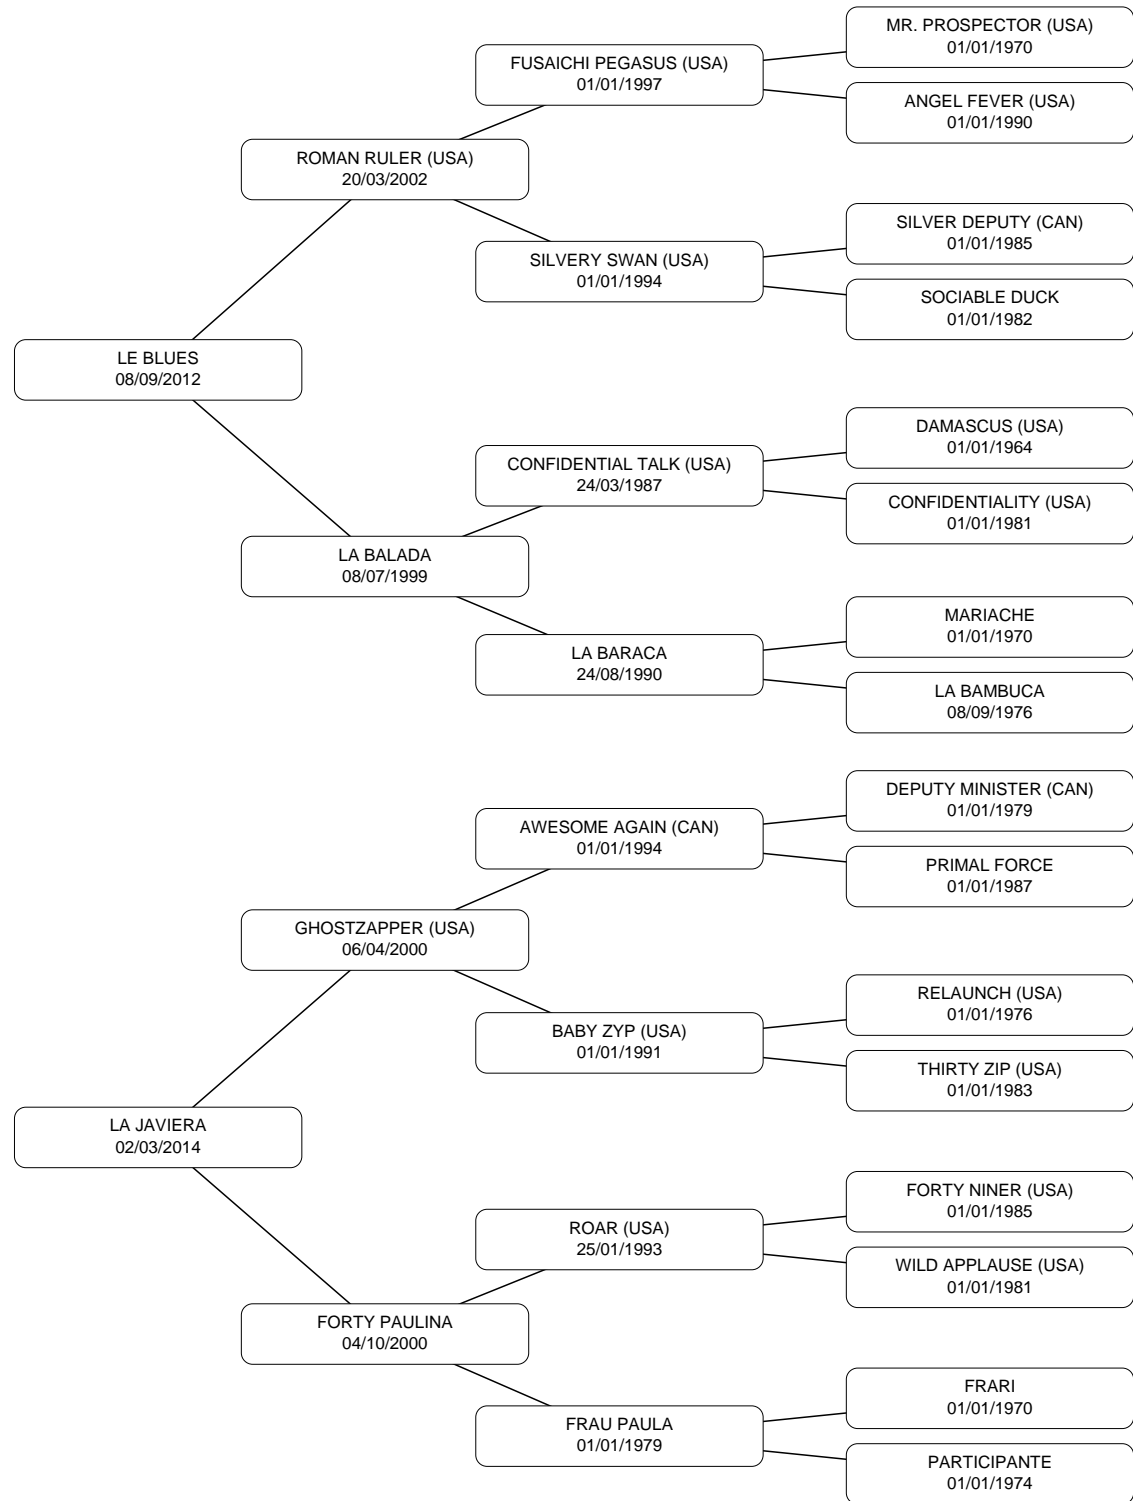 MR. PROSPECTOR (USA)
01/01/1970
FUSAICHI PEGASUS (USA)
01/01/1997
ANGEL FEVER (USA)
01/01/1990
ROMAN RULER (USA)
20/03/2002
SILVER DEPUTY (CAN)
01/01/1985
SILVERY SWAN (USA)
01/01/1994
SOCIABLE DUCK
01/01/1982
LE BLUES
08/09/2012
DAMASCUS (USA)
01/01/1964
CONFIDENTIAL TALK (USA)
24/03/1987
CONFIDENTIALITY (USA)
01/01/1981
LA BALADA
08/07/1999
MARIACHE
01/01/1970
LA BARACA
24/08/1990
LA BAMBUCA
08/09/1976
DEPUTY MINISTER (CAN)
01/01/1979
AWESOME AGAIN (CAN)
01/01/1994
PRIMAL FORCE
01/01/1987
GHOSTZAPPER (USA)
06/04/2000
RELAUNCH (USA)
01/01/1976
BABY ZYP (USA)
01/01/1991
THIRTY ZIP (USA)
01/01/1983
LA JAVIERA
02/03/2014
FORTY NINER (USA)
01/01/1985
ROAR (USA)
25/01/1993
WILD APPLAUSE (USA)
01/01/1981
FORTY PAULINA
04/10/2000
FRARI
01/01/1970
FRAU PAULA
01/01/1979
PARTICIPANTE
01/01/1974